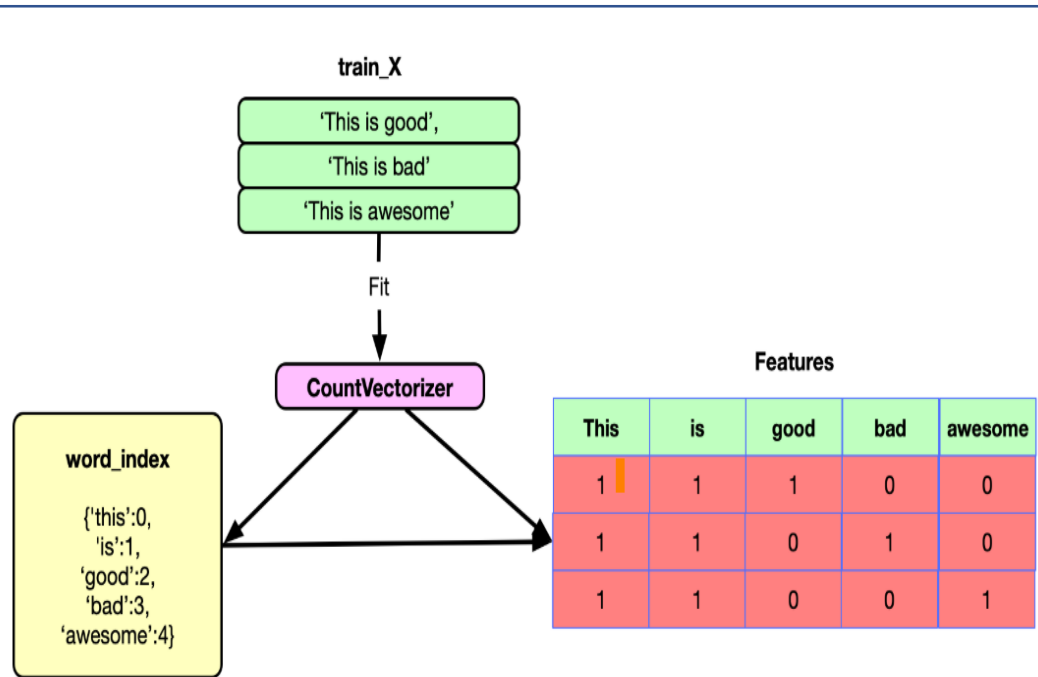 train_X
‘This is good’,
‘This is bad’
‘This is awesome’
Fit
CountVectorizer
word_index
{'this':0,
'is':1,
‘good’:2,
‘bad’:3,
‘awesome’:4}
Features
This is good bad awesome
1 1 1 0 0
1 1 0 1 0
1 1 0 0 1